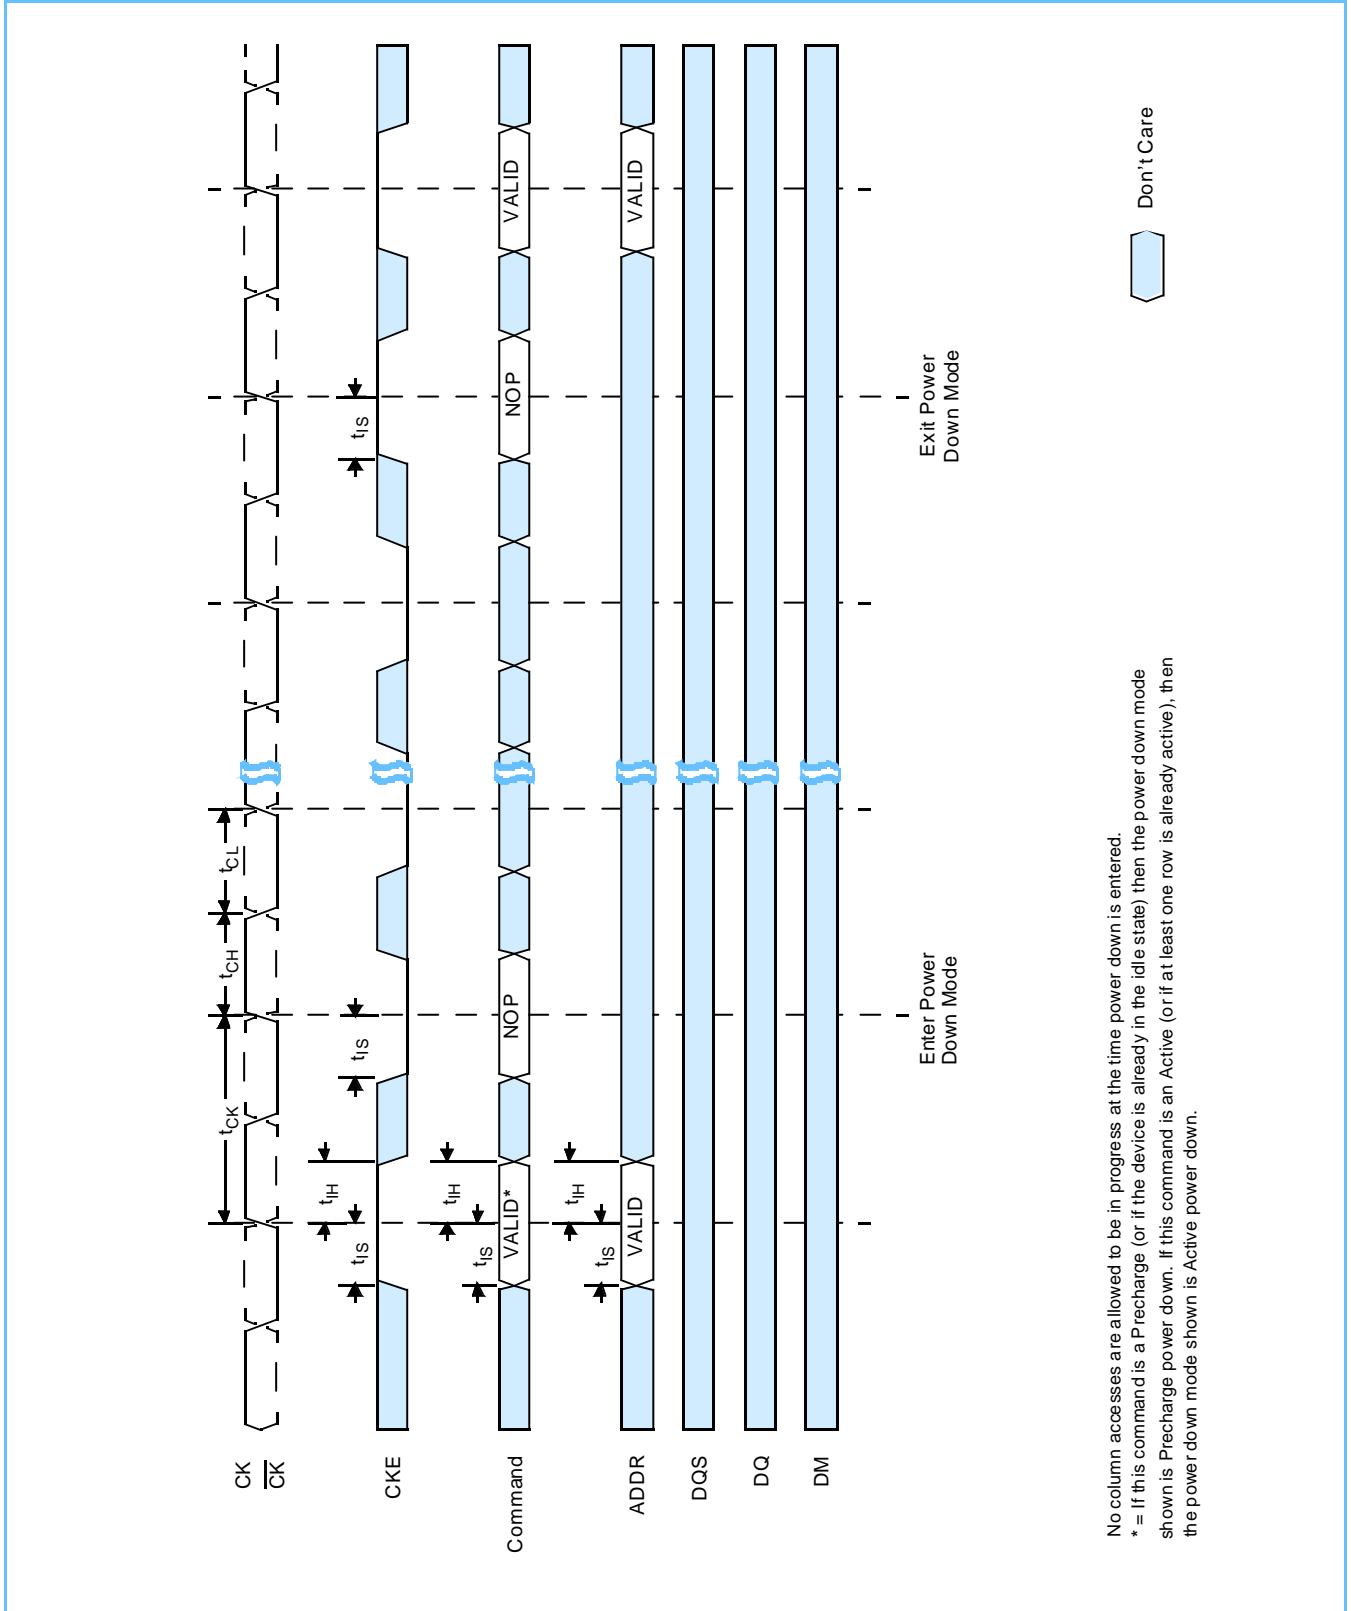 tCK
tCH
tCL
CK
CK
tIH
tIS
tIS
tIS
CKE
tIH
tIS
Command
VALID*
NOP
NOP
VALID
tIH
tIS
ADDR
VALID
VALID
DQS
DQ
DM
Enter Power
Down Mode
Exit Power
Down Mode
No column accesses are allowed to be in progress at the time power down is entered.
* = If this command is a Precharge (or if the device is already in the idle state) then the power down mode
shown is Precharge power down. If this command is an Active (or if at least one row is already active), then
the power down mode shown is Active power down.
Don't Care